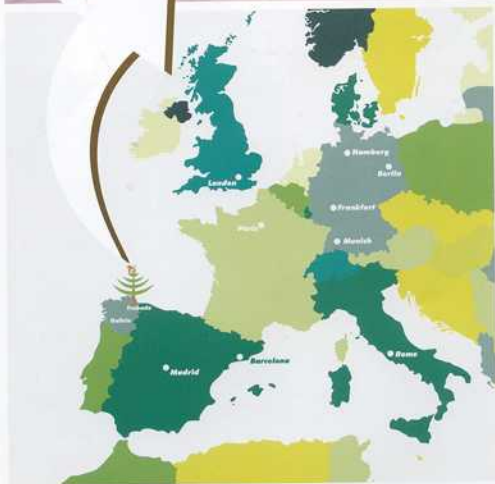 Hamburg
Berlin
London
Frankfurt
Paris
Munich
Galicia
Barcelona
Madrid
Rome